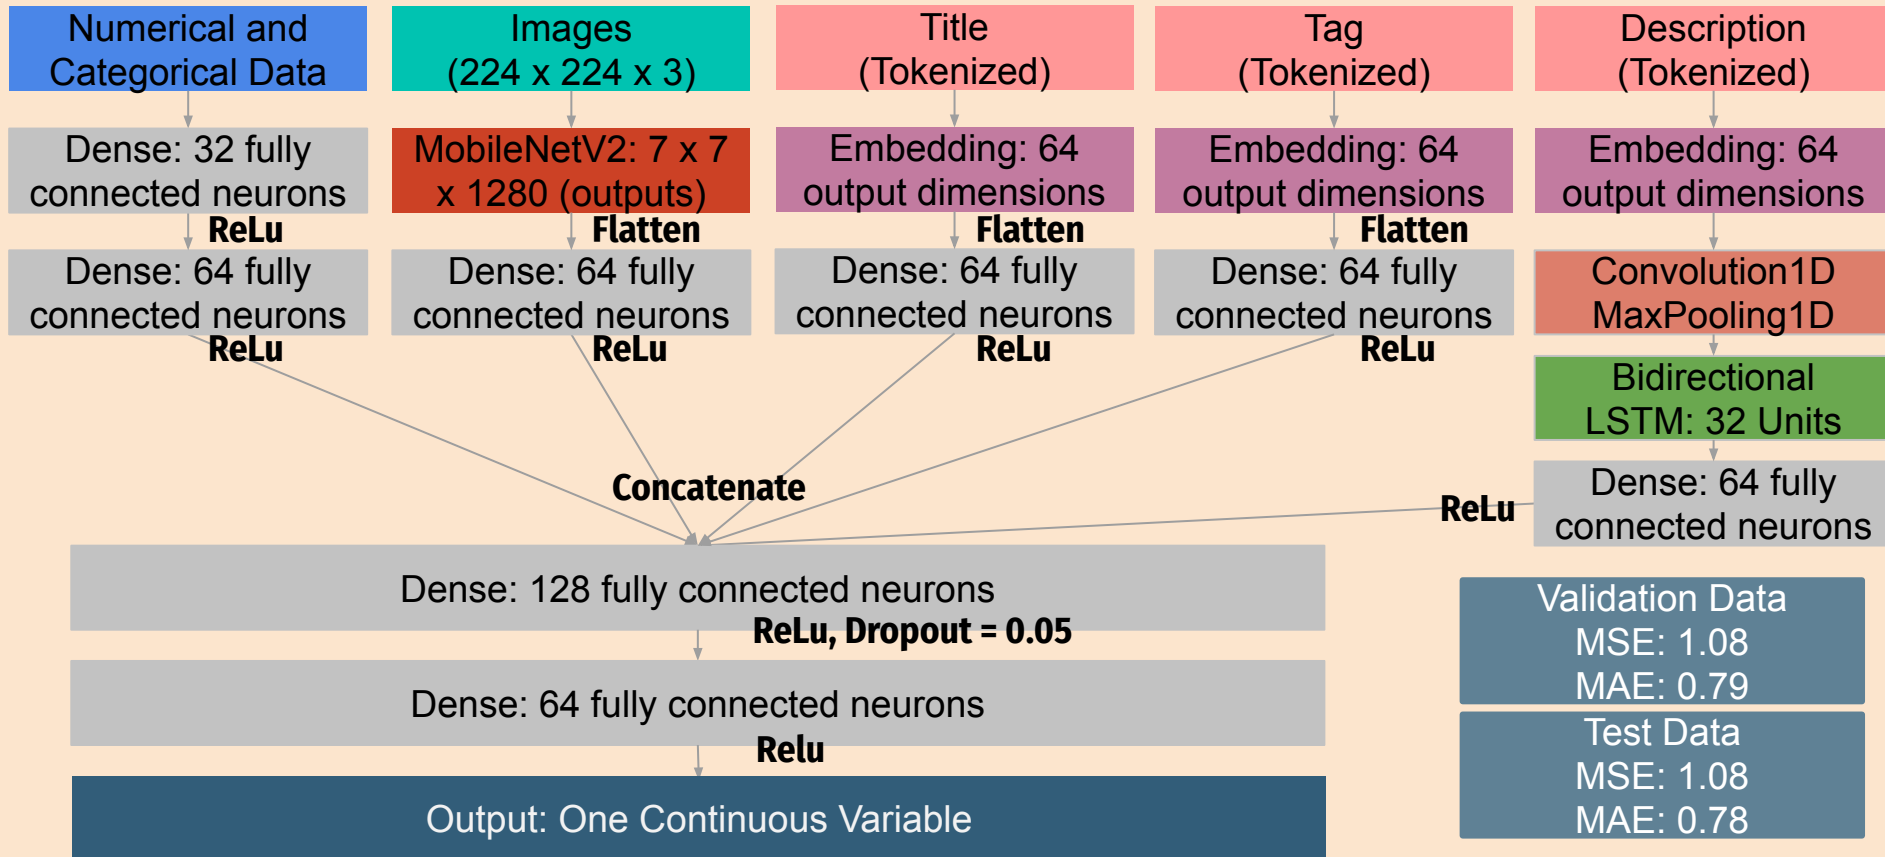 Numerical and
Categorical Data
Images
(224 x 224 x 3)
Title
(Tokenized)
Tag
(Tokenized)
Description
(Tokenized)
Dense: 32 fully
connected neurons
MobileNetV2: 7 x 7
x 1280 (outputs)
Embedding: 64
output dimensions
Embedding: 64
output dimensions
Embedding: 64
output dimensions
ReLu
Flatten
Flatten
Flatten
Dense: 64 fully
connected neurons
Dense: 64 fully
connected neurons
Dense: 64 fully
connected neurons
Dense: 64 fully
connected neurons
Convolution1D
MaxPooling1D
ReLu
ReLu
ReLu
ReLu
Bidirectional
LSTM: 32 Units
Concatenate
ReLu
Dense: 64 fully
connected neurons
Dense: 128 fully connected neurons
ReLu, Dropout = 0.05
Dense: 64 fully connected neurons
Relu
Output: One Continuous Variable
Validation Data
MSE: 1.08
MAE: 0.79
Test Data
MSE: 1.08
MAE: 0.78